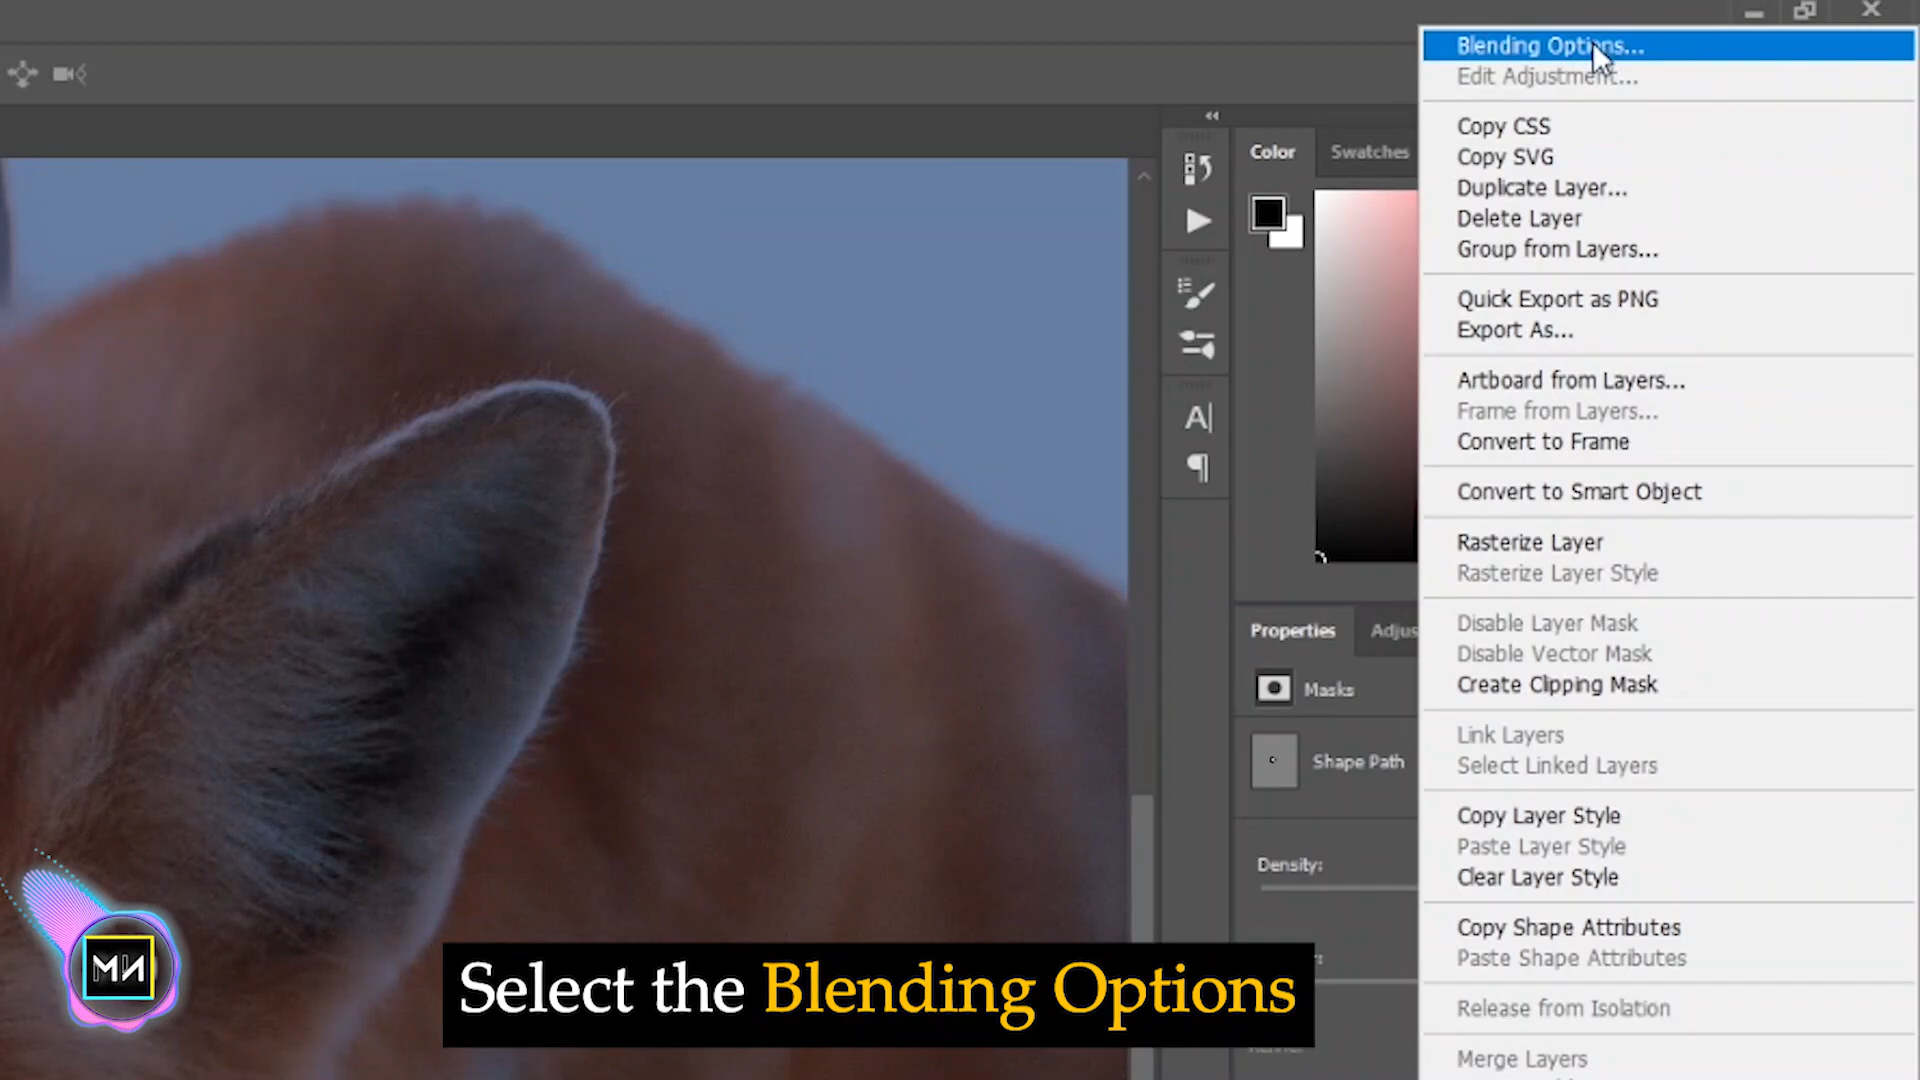 Blending Options...
Edit Adjustment...
Copy CSS
Copy SVG
Duplicate Layer...
Delete Layer
Group from Layers...
Quick Export as PNG
Export As...
Artboard from Layers...
Frame from Layers...
Convert to Frame
Convert to Smart Object
Rasterize Layer
Rasterize Layer Style
Disable Layer Mask
Disable Vector Mask
Create Clipping Mask
Link Layers
Select Linked Layers
Copy Layer Style
Paste Layer Style
Clear Layer Style
Copy Shape Attributes
Paste Shape Attributes
Release from Isolation
Merge Layers
Color Swatches
Properties Adjus
Masks
Shape Path
Density:
Select the Blending Options